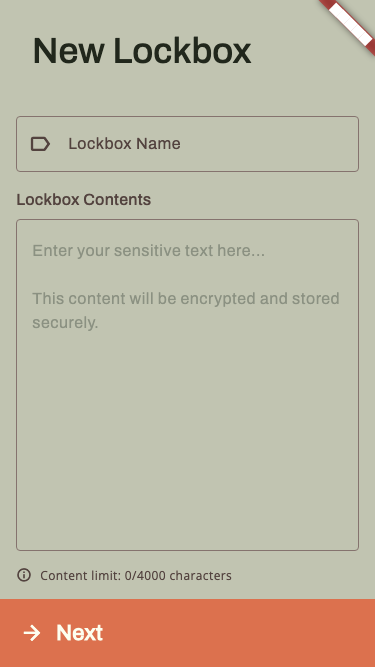 New Lockbox
Lockbox Name
Lockbox Contents
Enter your sensitive text here...
This content will be encrypted and stored
securely.
Content limit: 0/4000 characters
Next